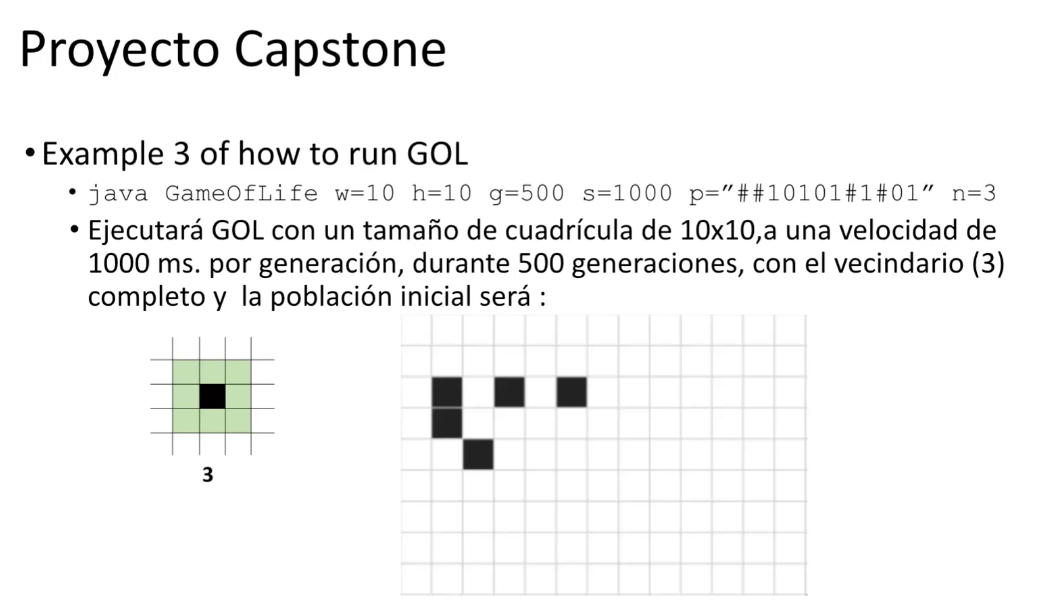 Proyecto Capstone
• Example 3 of how to run GOL
• java GameOfLife w=10 h=10 g=500 s=1000 p=”##10101#1#01” n=3
• Ejecutará GOL con un tamaño de cuadrícula de 10x10,a una velocidad de
1000 ms. por generación, durante 500 generaciones, con el vecindario (3)
completo y la población inicial será :
3